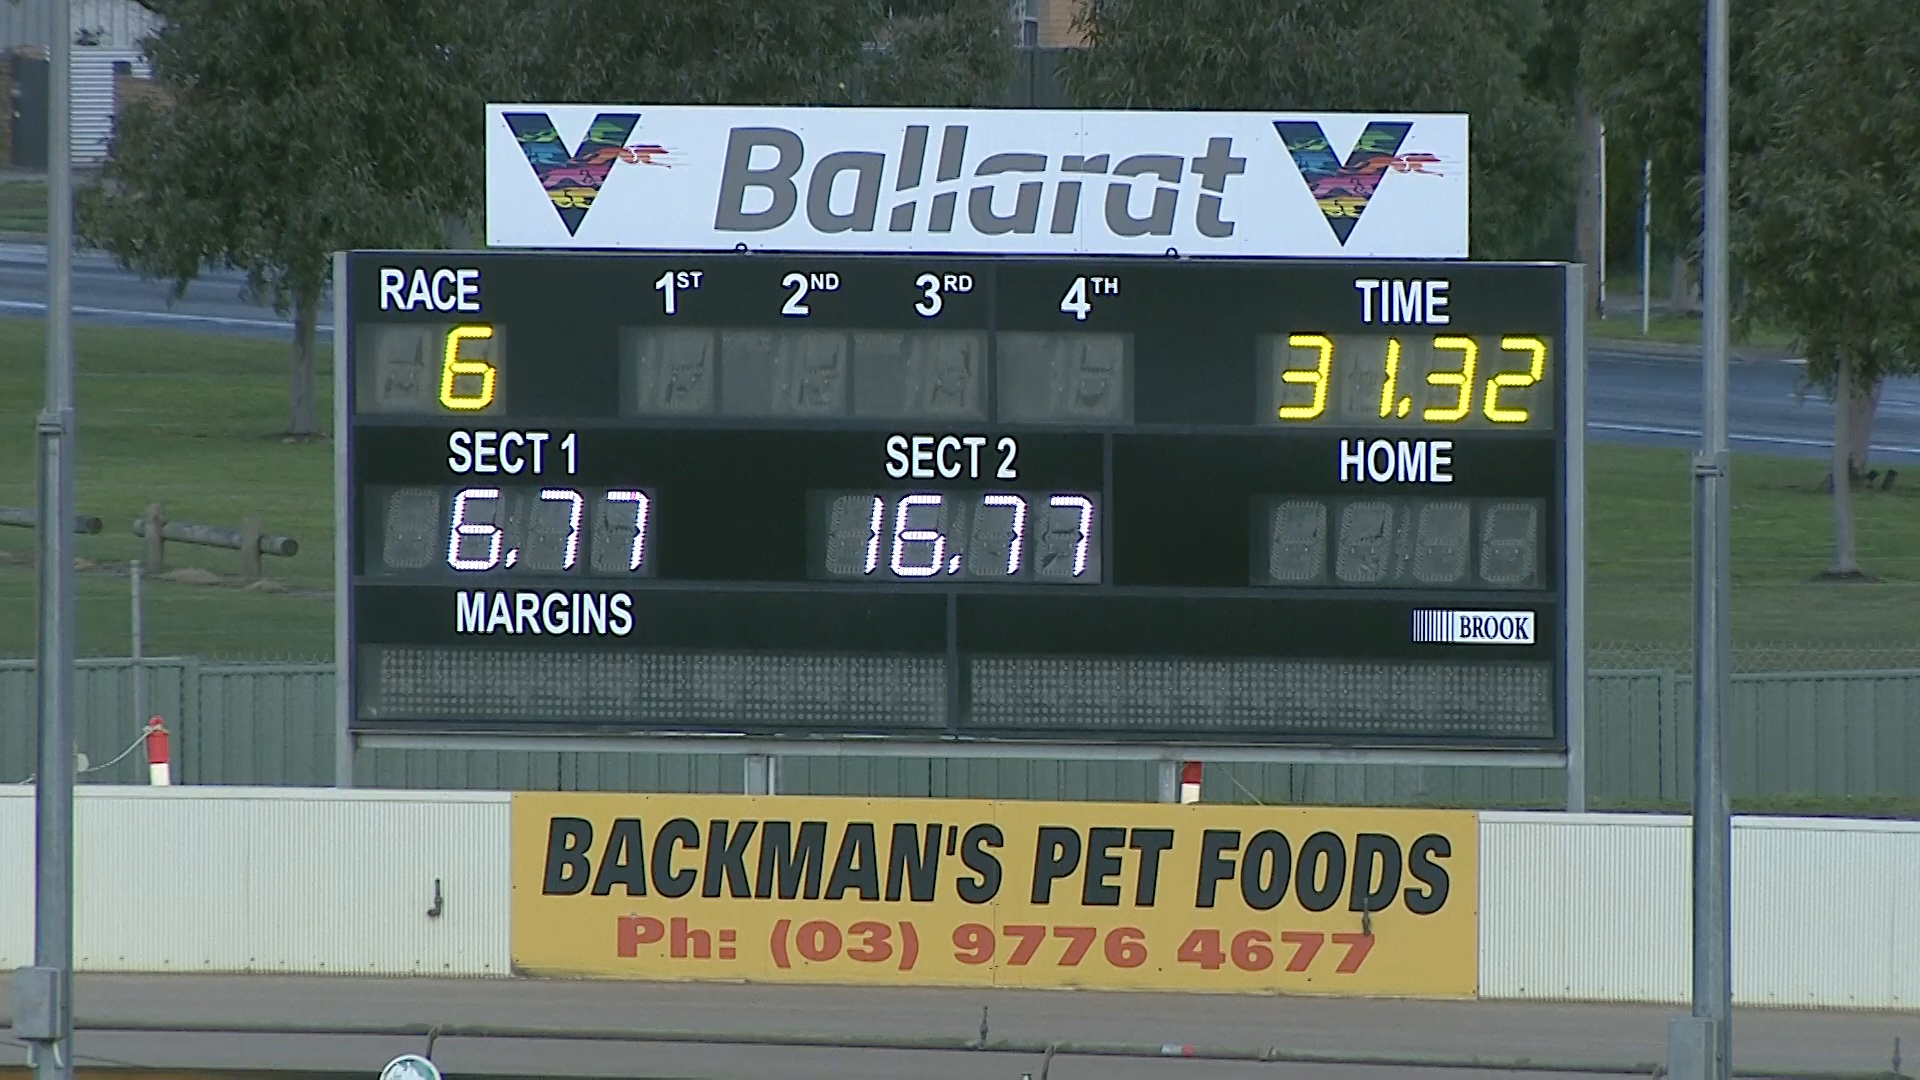 Ballarat
RACE 1ST 2ND 3RD 4TH TIME
6 31.32
SECT 1 SECT 2 HOME
6.77 16.77
MARGINS
BROOK
BACKMAN'S PET FOODS
Ph: (03) 9776 4677